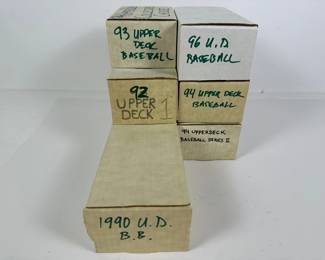 93 UPPER
DECK
BASEBALL
96 U.D
BASEBALL
92
UPPER
DECK 1
94 UPPER DECK
BASEBALL
94 UPPERDECK
BASEBALL SERIES II
1990 U.D.
B.B.